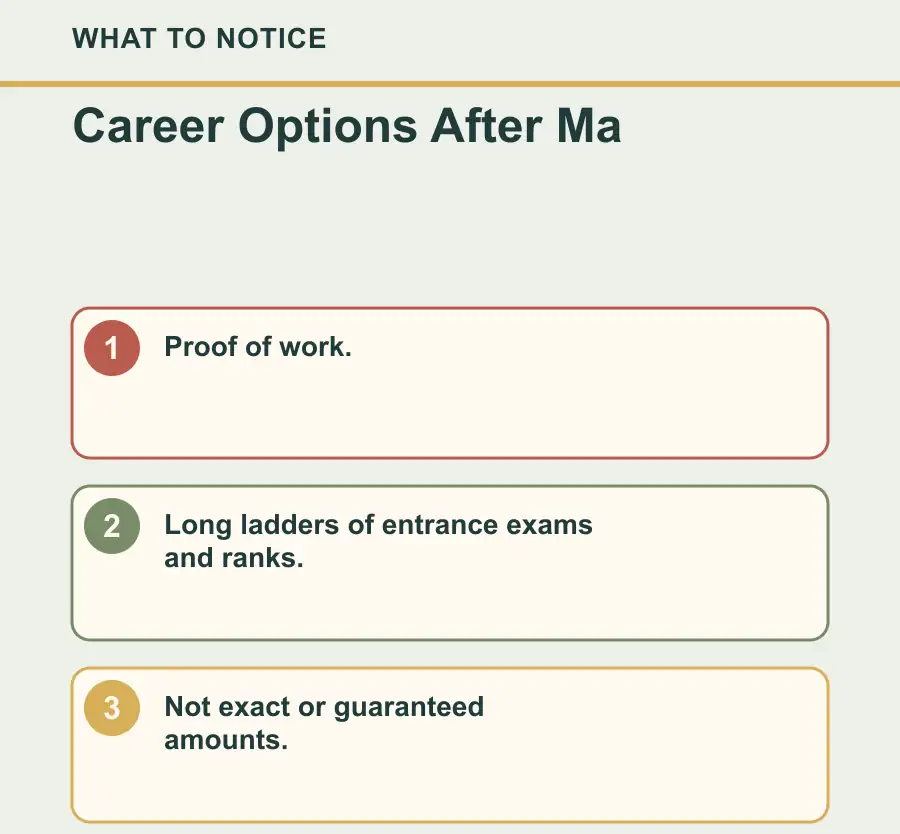 WHAT TO NOTICE
Career Options After Ma
1
Proof of work.
2
Long ladders of entrance exams
and ranks.
3
Not exact or guaranteed
amounts.